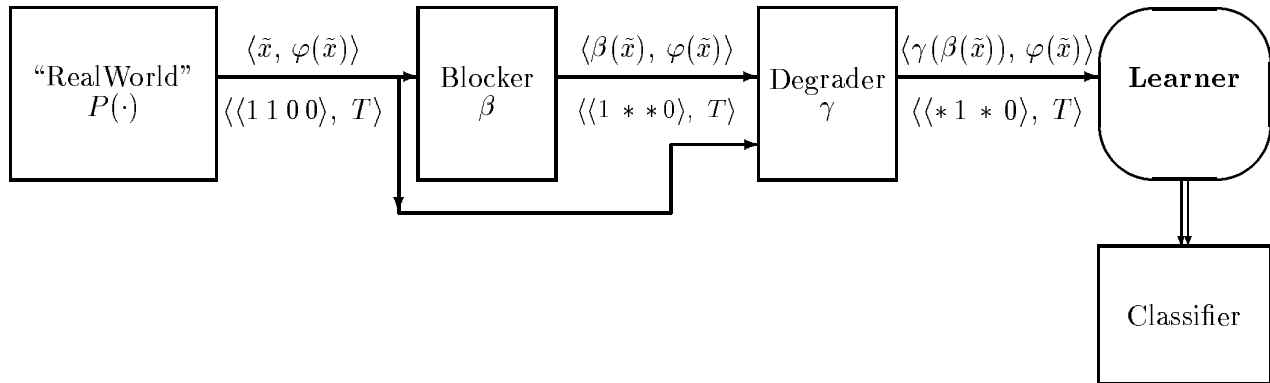 “RealWorld”
P(·)
⟨x̃, φ(x̃)⟩
⟨⟨1 1 0 0⟩, T⟩
Blocker
β
⟨β(x̃), φ(x̃)⟩
⟨⟨1 * * 0⟩, T⟩
Degrader
γ
⟨γ(β(x̃)), φ(x̃)⟩
⟨⟨* 1 * 0⟩, T⟩
Learner
Classifier